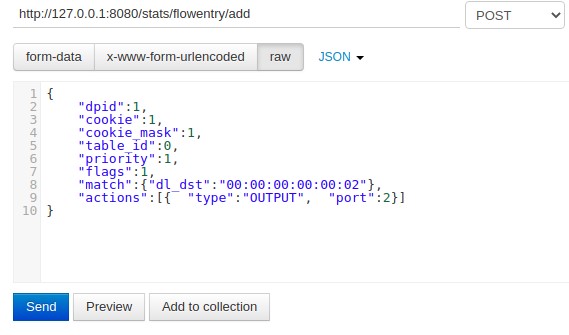 http://127.0.0.1:8080/stats/flowentry/add POST
form-data x-www-form-urlencoded raw JSON
1 {
2 "dpid":1,
3 "cookie":1,
4 "cookie_mask":1,
5 "table_id":0,
6 "priority":1,
7 "flags":1,
8 "match":{"dl_dst":"00:00:00:00:00:02"},
9 "actions":[{  "type":"OUTPUT",  "port":2}]
10 }
Send Preview Add to collection